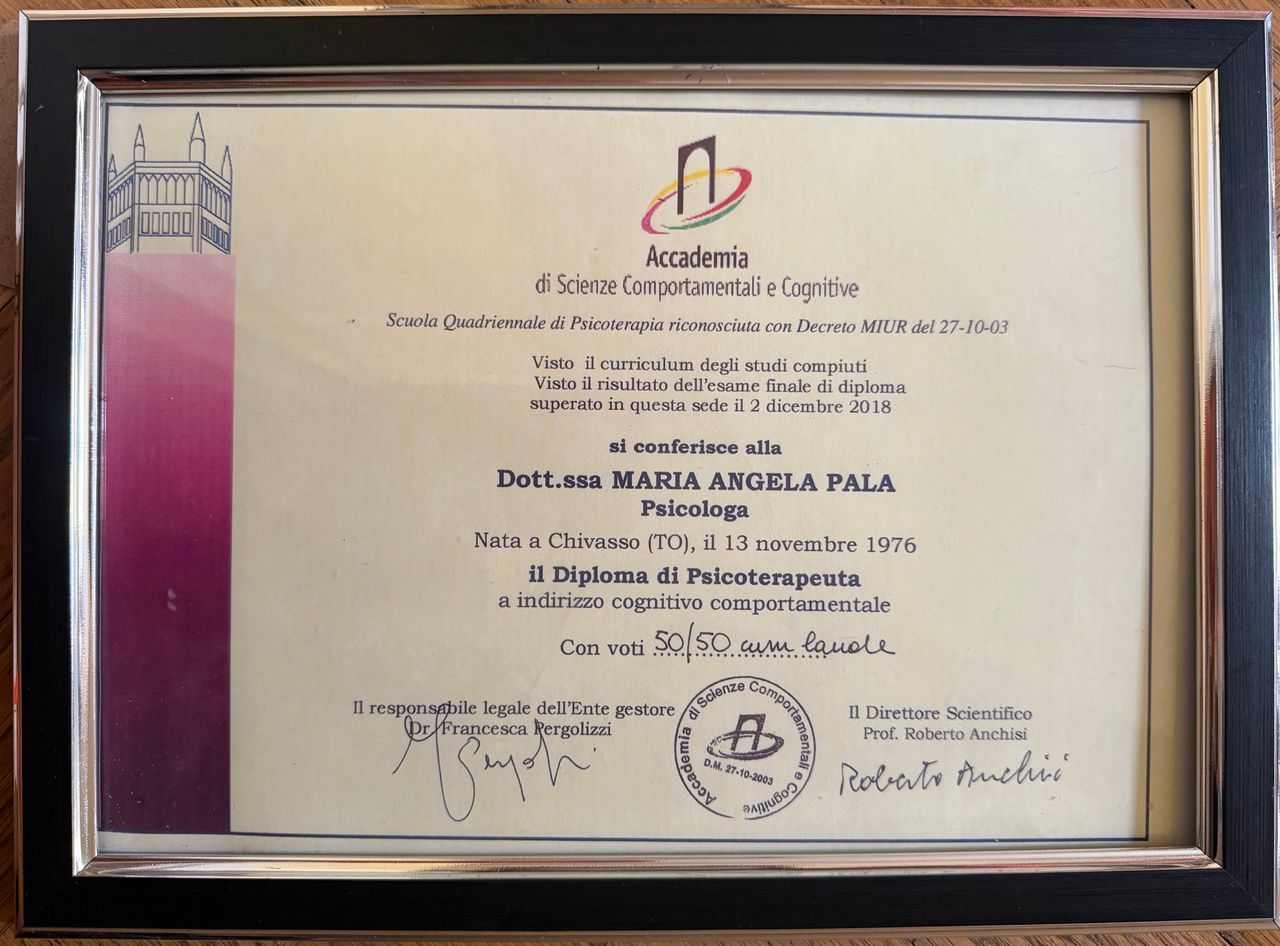 Accademia
di Scienze Comportamentali e Cognitive
Scuola Quadriennale di Psicoterapia riconosciuta con Decreto MIUR del 27-10-03
Visto il curriculum degli studi compiuti
Visto il risultato dell'esame finale di diploma
superato in questa sede il 2 dicembre 2018
si conferisce alla
Dott.ssa MARIA ANGELA PALA
Psicologa
Nata a Chivasso (TO), il 13 novembre 1976
il Diploma di Psicoterapeuta
a indirizzo cognitivo comportamentale
Con voti 50/50 cum laude
Il responsabile legale dell'Ente gestore
Dr. Francesca Pergolizzi
Accademia di Scienze Comportamentali e Cognitive
D.M. 27-10-2003
Il Direttore Scientifico
Prof. Roberto Anchisi
Roberto Anchisi